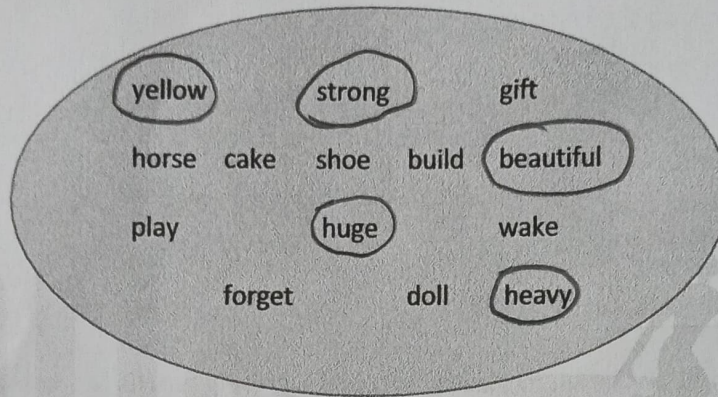 yellow strong gift
horse cake shoe build beautiful
play huge wake
forget doll heavy